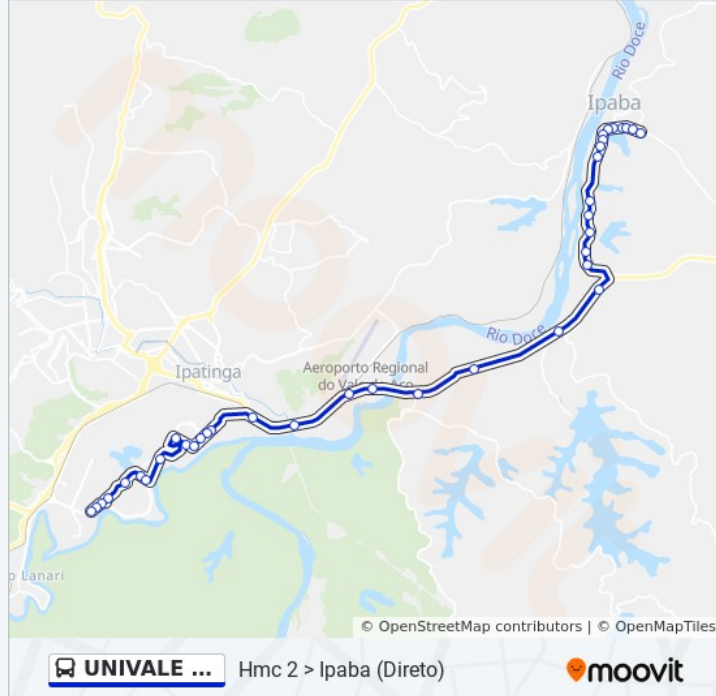 Rio Doce
Ipaba
Rio Doce
Ipatinga
Aeroporto Regional
do Vale do Aço
o Lanari
© OpenStreetMap contributors | © OpenMapTiles
UNIVALE ...
Hmc 2 > Ipaba (Direto)
moovit